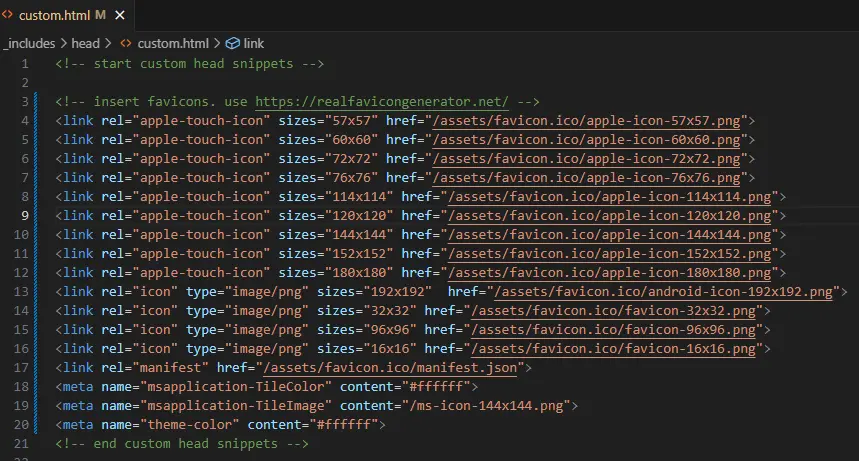 custom.html M ×
_includes > head > custom.html > link
1 <!-- start custom head snippets -->
2
3 <!-- insert favicons. use https://realfavicongenerator.net/ -->
4 <link rel="apple-touch-icon" sizes="57x57" href="/assets/favicon.ico/apple-icon-57x57.png">
5 <link rel="apple-touch-icon" sizes="60x60" href="/assets/favicon.ico/apple-icon-60x60.png">
6 <link rel="apple-touch-icon" sizes="72x72" href="/assets/favicon.ico/apple-icon-72x72.png">
7 <link rel="apple-touch-icon" sizes="76x76" href="/assets/favicon.ico/apple-icon-76x76.png">
8 <link rel="apple-touch-icon" sizes="114x114" href="/assets/favicon.ico/apple-icon-114x114.png">
9 <link rel="apple-touch-icon" sizes="120x120" href="/assets/favicon.ico/apple-icon-120x120.png">
10 <link rel="apple-touch-icon" sizes="144x144" href="/assets/favicon.ico/apple-icon-144x144.png">
11 <link rel="apple-touch-icon" sizes="152x152" href="/assets/favicon.ico/apple-icon-152x152.png">
12 <link rel="apple-touch-icon" sizes="180x180" href="/assets/favicon.ico/apple-icon-180x180.png">
13 <link rel="icon" type="image/png" sizes="192x192"  href="/assets/favicon.ico/android-icon-192x192.png">
14 <link rel="icon" type="image/png" sizes="32x32" href="/assets/favicon.ico/favicon-32x32.png">
15 <link rel="icon" type="image/png" sizes="96x96" href="/assets/favicon.ico/favicon-96x96.png">
16 <link rel="icon" type="image/png" sizes="16x16" href="/assets/favicon.ico/favicon-16x16.png">
17 <link rel="manifest" href="/assets/favicon.ico/manifest.json">
18 <meta name="msapplication-TileColor" content="#ffffff">
19 <meta name="msapplication-TileImage" content="/ms-icon-144x144.png">
20 <meta name="theme-color" content="#ffffff">
21 <!-- end custom head snippets -->